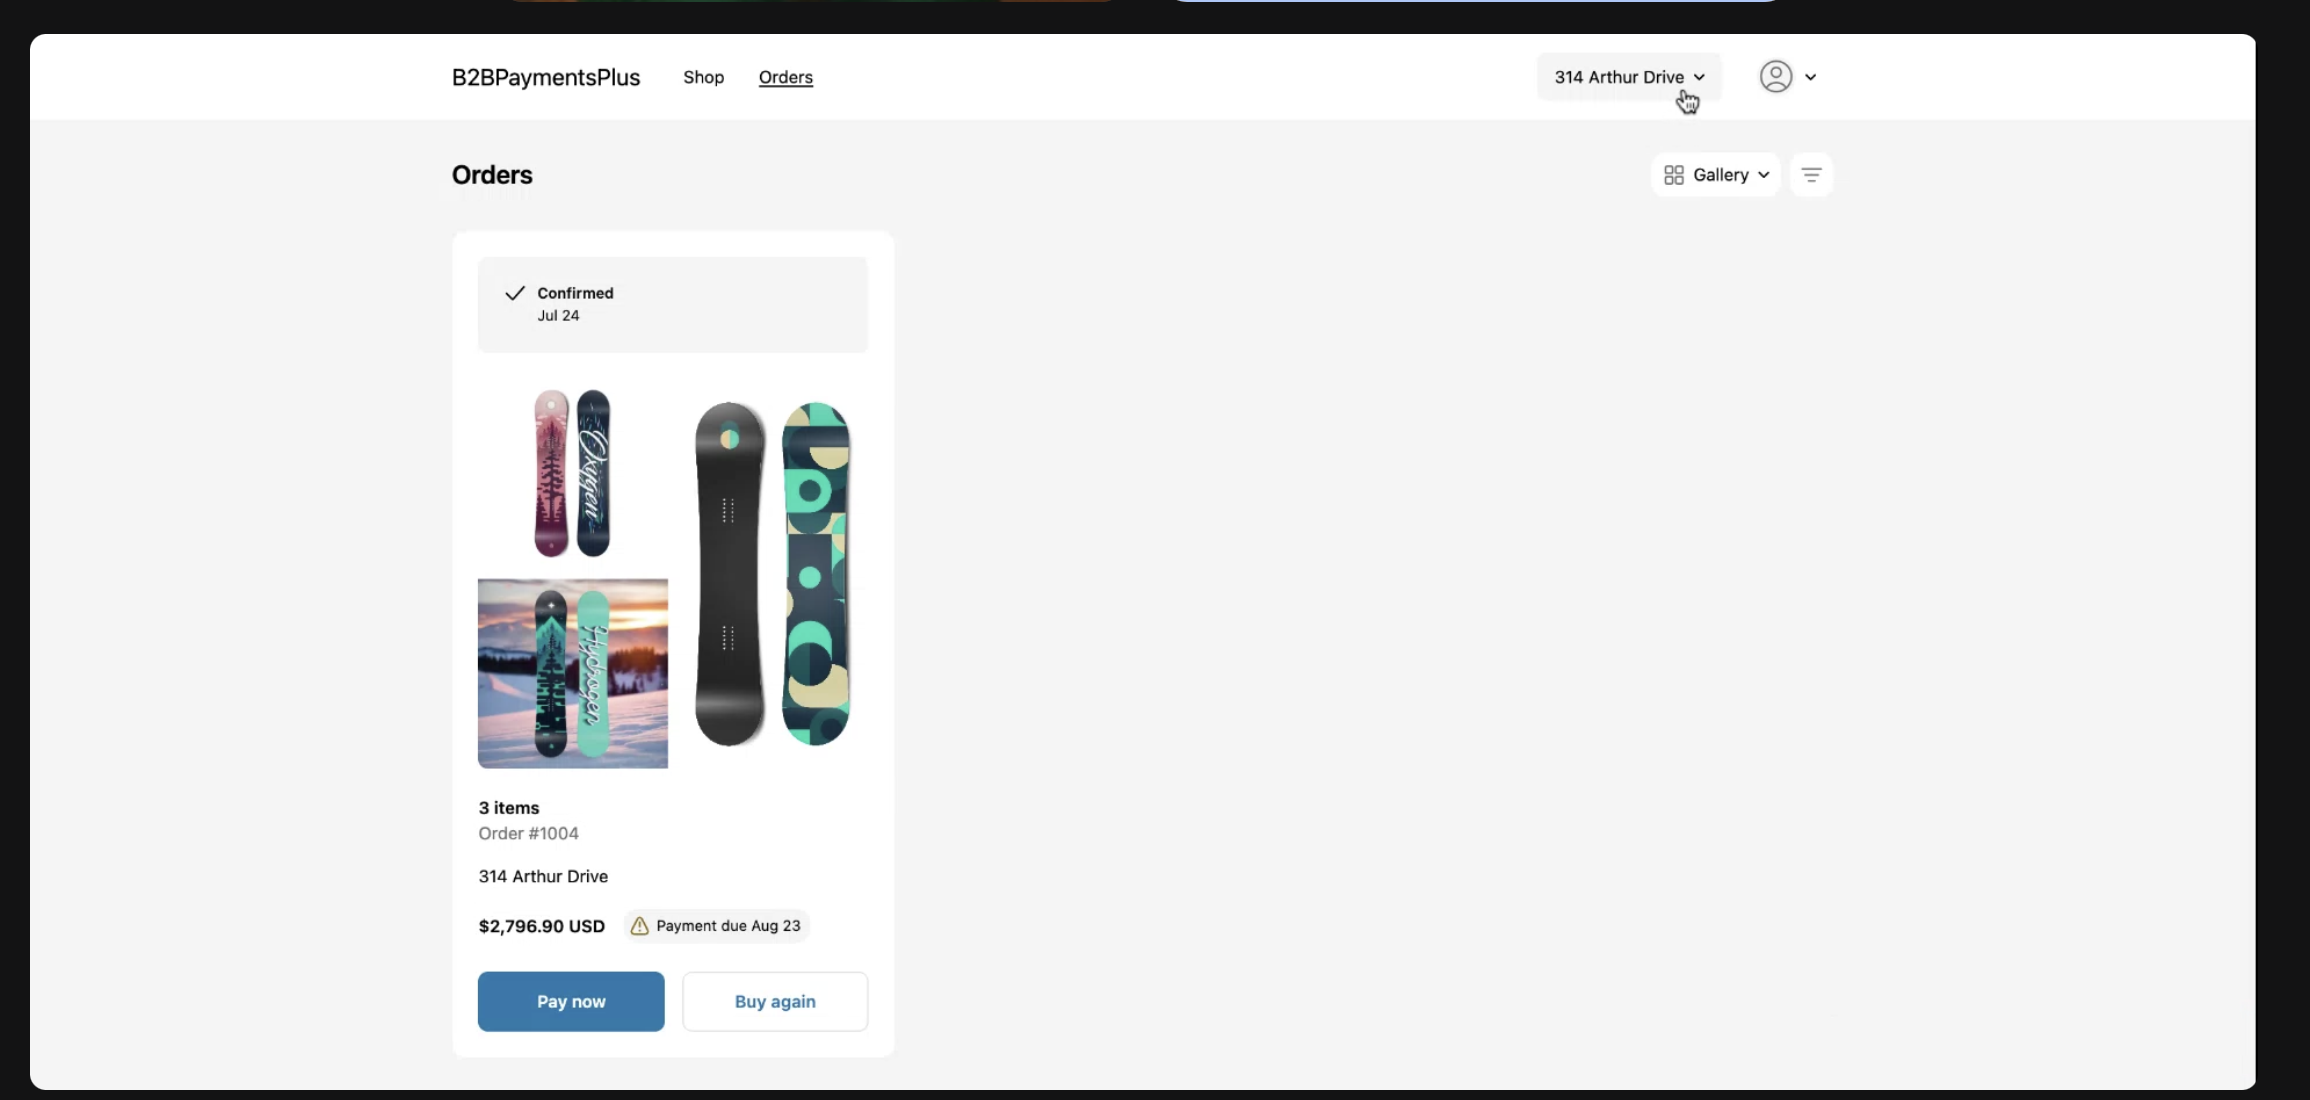 B2BPaymentsPlus
Shop
Orders
314 Arthur Drive
Orders
Gallery
Confirmed
Jul 24
Oxygen
Hydrogen
3 items
Order #1004
314 Arthur Drive
$2,796.90 USD
Payment due Aug 23
Pay now
Buy again